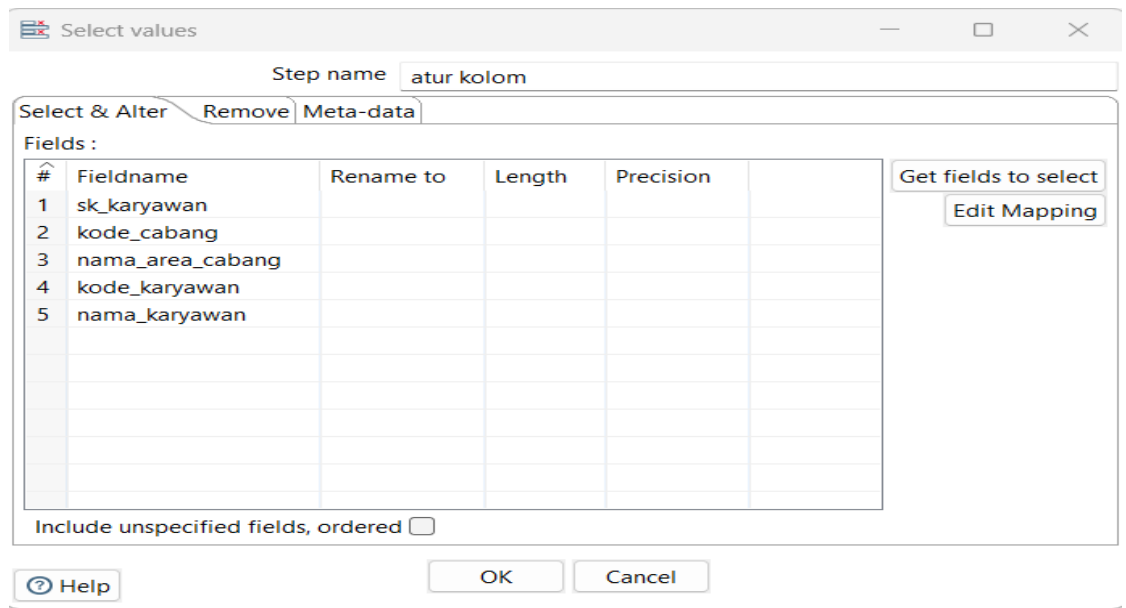 Select values
Step name atur kolom
Select & Alter Remove Meta-data
Fields :
# Fieldname Rename to Length Precision
Get fields to select
1 sk_karyawan
Edit Mapping
2 kode_cabang
3 nama_area_cabang
4 kode_karyawan
5 nama_karyawan
Include unspecified fields, ordered
? Help
OK Cancel